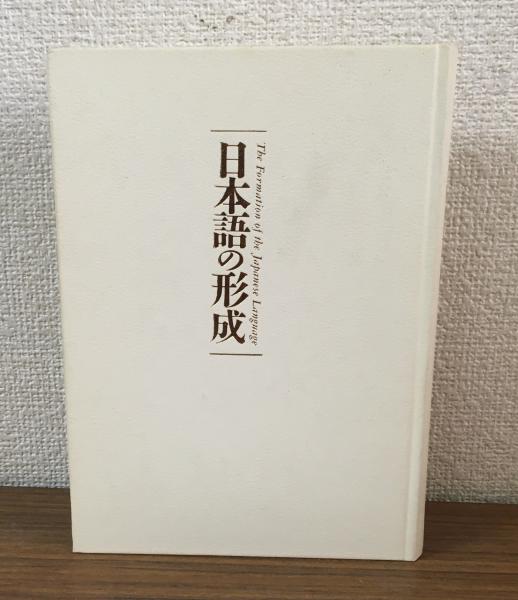 日本語の形成
The Formation of the Japanese Language